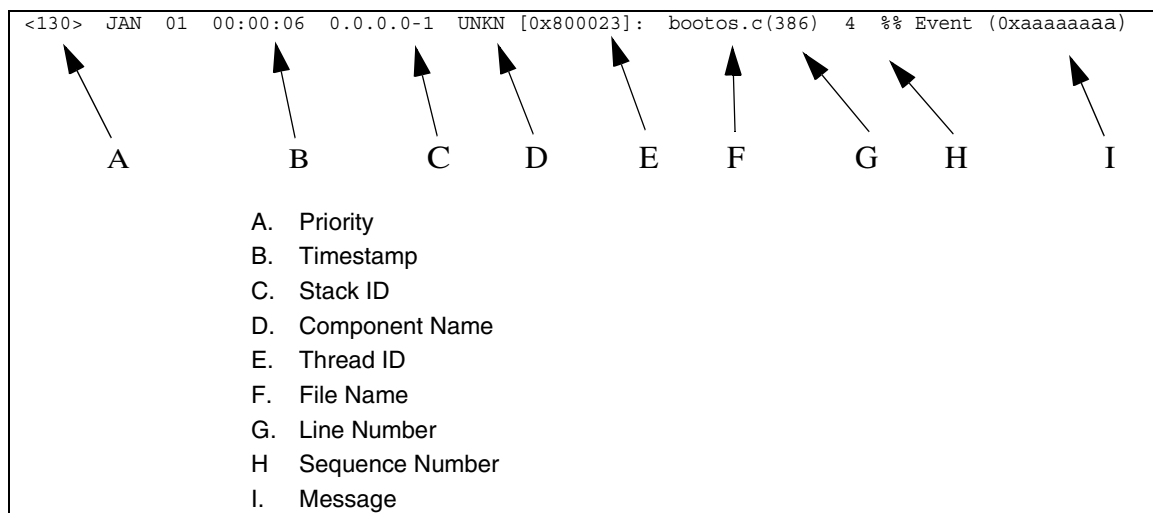 <130> JAN 01 00:00:06 0.0.0.0-1 UNKN [0x800023]: bootos.c(386) 4 %% Event (0xaaaaaaaa)
A B C D E F G H I
A. Priority
B. Timestamp
C. Stack ID
D. Component Name
E. Thread ID
F. File Name
G. Line Number
H Sequence Number
I. Message